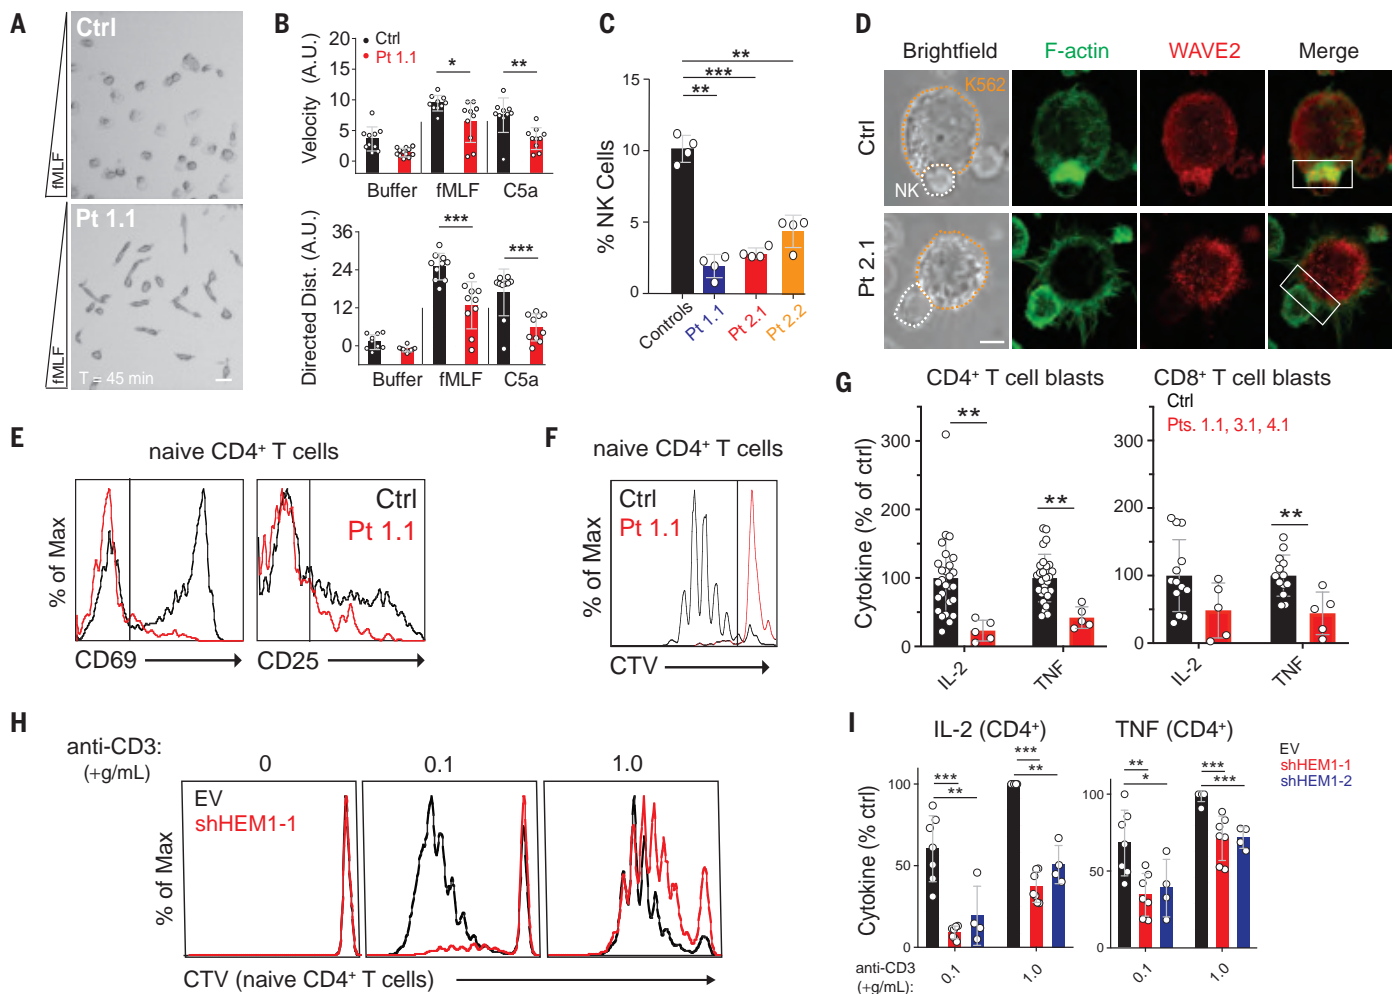 A
Ctrl
fMLF
Pt 1.1
fMLF
T = 45 min
B
Ctrl
Pt 1.1
Velocity (A.U.)
20
15
10
5
0
*
**
Buffer
fMLF
C5a
Directed Dist. (A.U.)
36
24
12
0
***
***
Buffer
fMLF
C5a
C
% NK Cells
15
10
5
0
**
***
**
Controls
Pt 1.1
Pt 2.1
Pt 2.2
D
Brightfield
F-actin
WAVE2
Merge
Ctrl
K562
NK
Pt 2.1
E
naive CD4+ T cells
% of Max
Ctrl
Pt 1.1
CD69
CD25
F
naive CD4+ T cells
% of Max
Ctrl
Pt 1.1
CTV
G
CD4+ T cell blasts
CD8+ T cell blasts
Ctrl
Pts. 1.1, 3.1, 4.1
Cytokine (% of ctrl)
300
200
100
0
**
**
IL-2
TNF
300
200
100
0
**
IL-2
TNF
H
anti-CD3:
(+g/mL)
0
0.1
1.0
% of Max
EV
shHEM1-1
CTV (naive CD4+ T cells)
I
IL-2 (CD4+)
TNF (CD4+)
EV
shHEM1-1
shHEM1-2
Cytokine (% ctrl)
100
50
0
***
**
***
**
100
50
0
**
*
***
***
anti-CD3
(+g/mL):
0.1
1.0
0.1
1.0